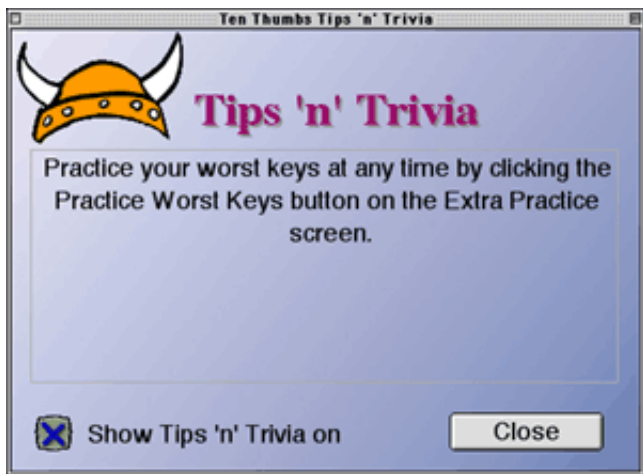 Ten Thumbs Tips 'n' Trivia
Tips 'n' Trivia
Practice your worst keys at any time by clicking the
Practice Worst Keys button on the Extra Practice
screen.
Show Tips 'n' Trivia on
Close